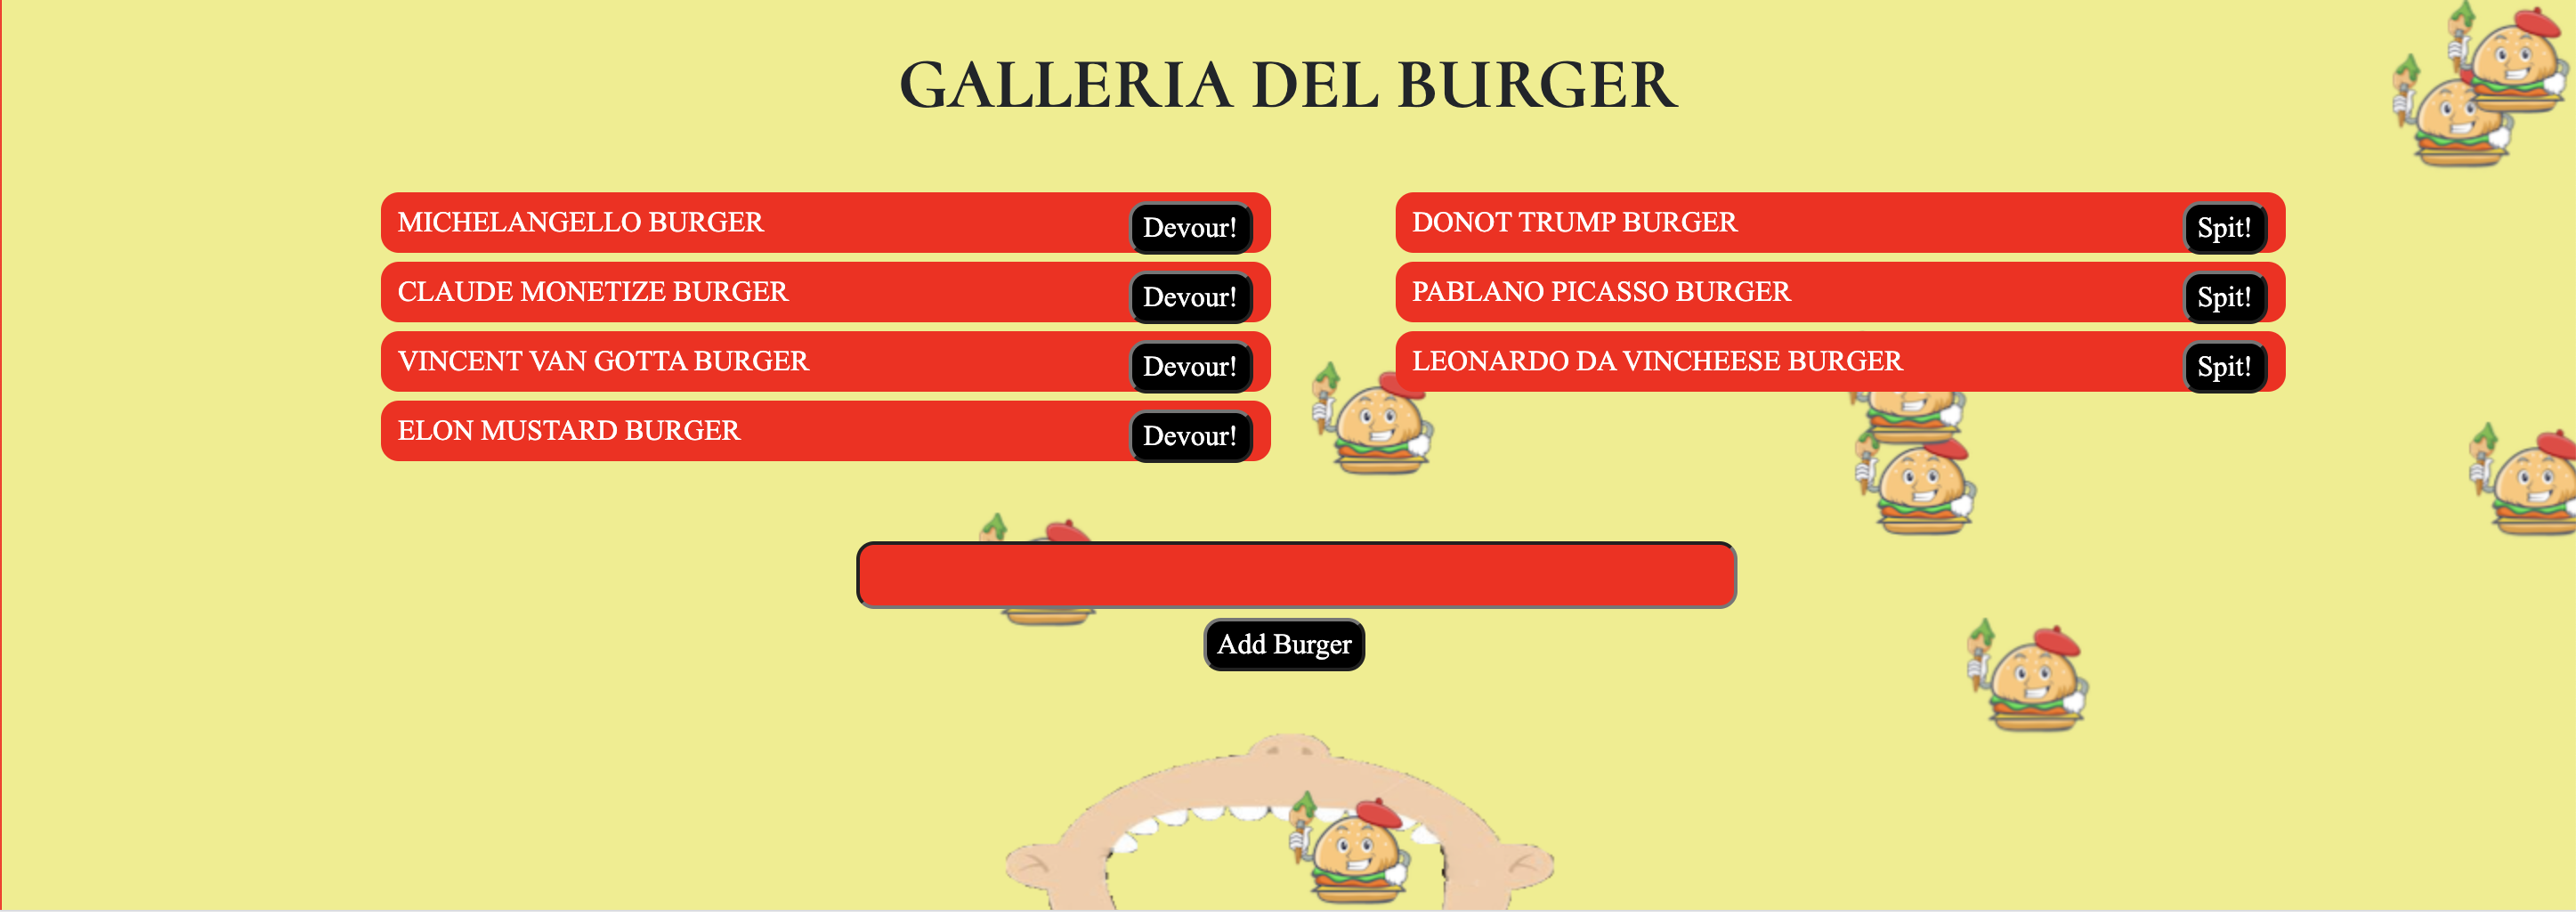 GALLERIA DEL BURGER
MICHELANGELLO BURGER
Devour!
CLAUDE MONETIZE BURGER
Devour!
VINCENT VAN GOTTA BURGER
Devour!
ELON MUSTARD BURGER
Devour!
DONOT TRUMP BURGER
Spit!
PABLANO PICASSO BURGER
Spit!
LEONARDO DA VINCHEESE BURGER
Spit!
Add Burger